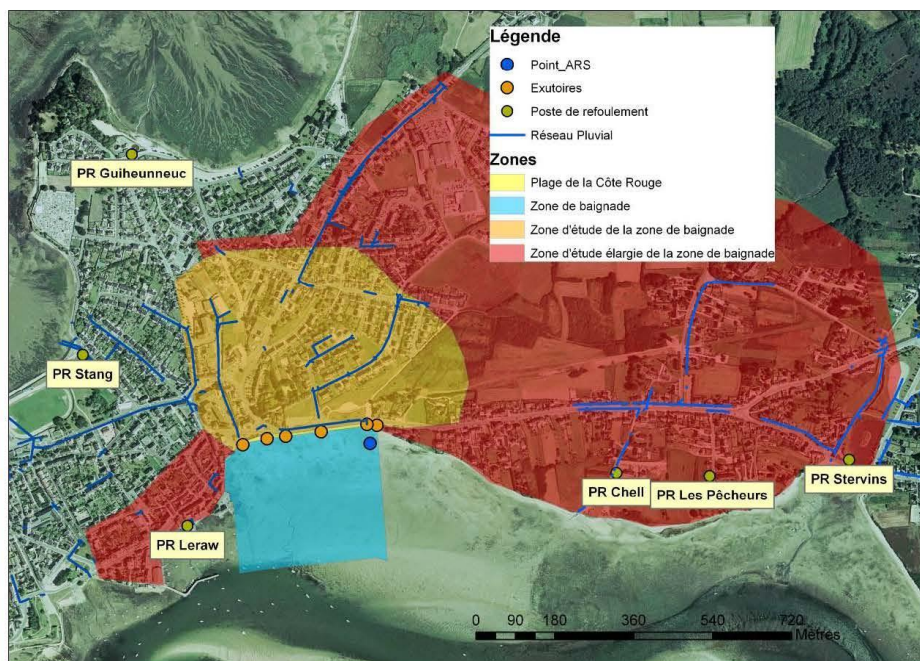 Légende
Point_ARS
Exutoires
Poste de refoulement
Réseau Pluvial
Zones
Plage de la Côte Rouge
Zone de baignade
Zone d'étude de la zone de baignade
Zone d'étude élargie de la zone de baignade
PR Guiheunneuc
PR Stang
PR Leraw
PR Chell
PR Les Pêcheurs
PR Stervins
0 90 180 360 540 720
Mètres